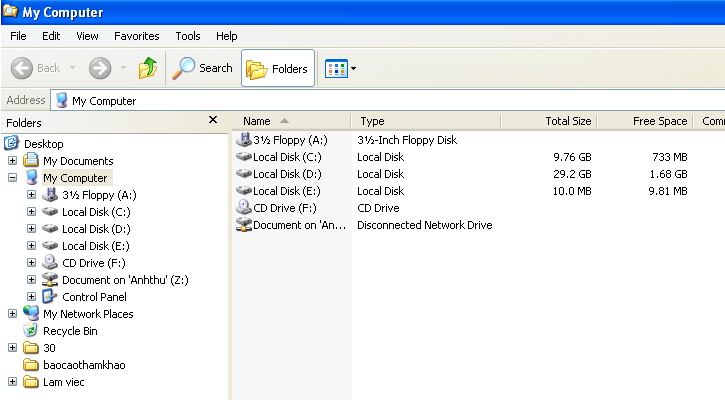 My Computer
File Edit View Favorites Tools Help
Back Search Folders
Address My Computer
Folders
Desktop
My Documents
My Computer
3½ Floppy (A:)
Local Disk (C:)
Local Disk (D:)
Local Disk (E:)
CD Drive (F:)
Document on 'Anhthu' (Z:)
Control Panel
My Network Places
Recycle Bin
30
baocaothamkhao
Lam viec
Name Type Total Size Free Space Comm
3½ Floppy (A:) 3½-Inch Floppy Disk
Local Disk (C:) Local Disk 9.76 GB 733 MB
Local Disk (D:) Local Disk 29.2 GB 1.68 GB
Local Disk (E:) Local Disk 10.0 MB 9.81 MB
CD Drive (F:) CD Drive
Document on 'An... Disconnected Network Drive